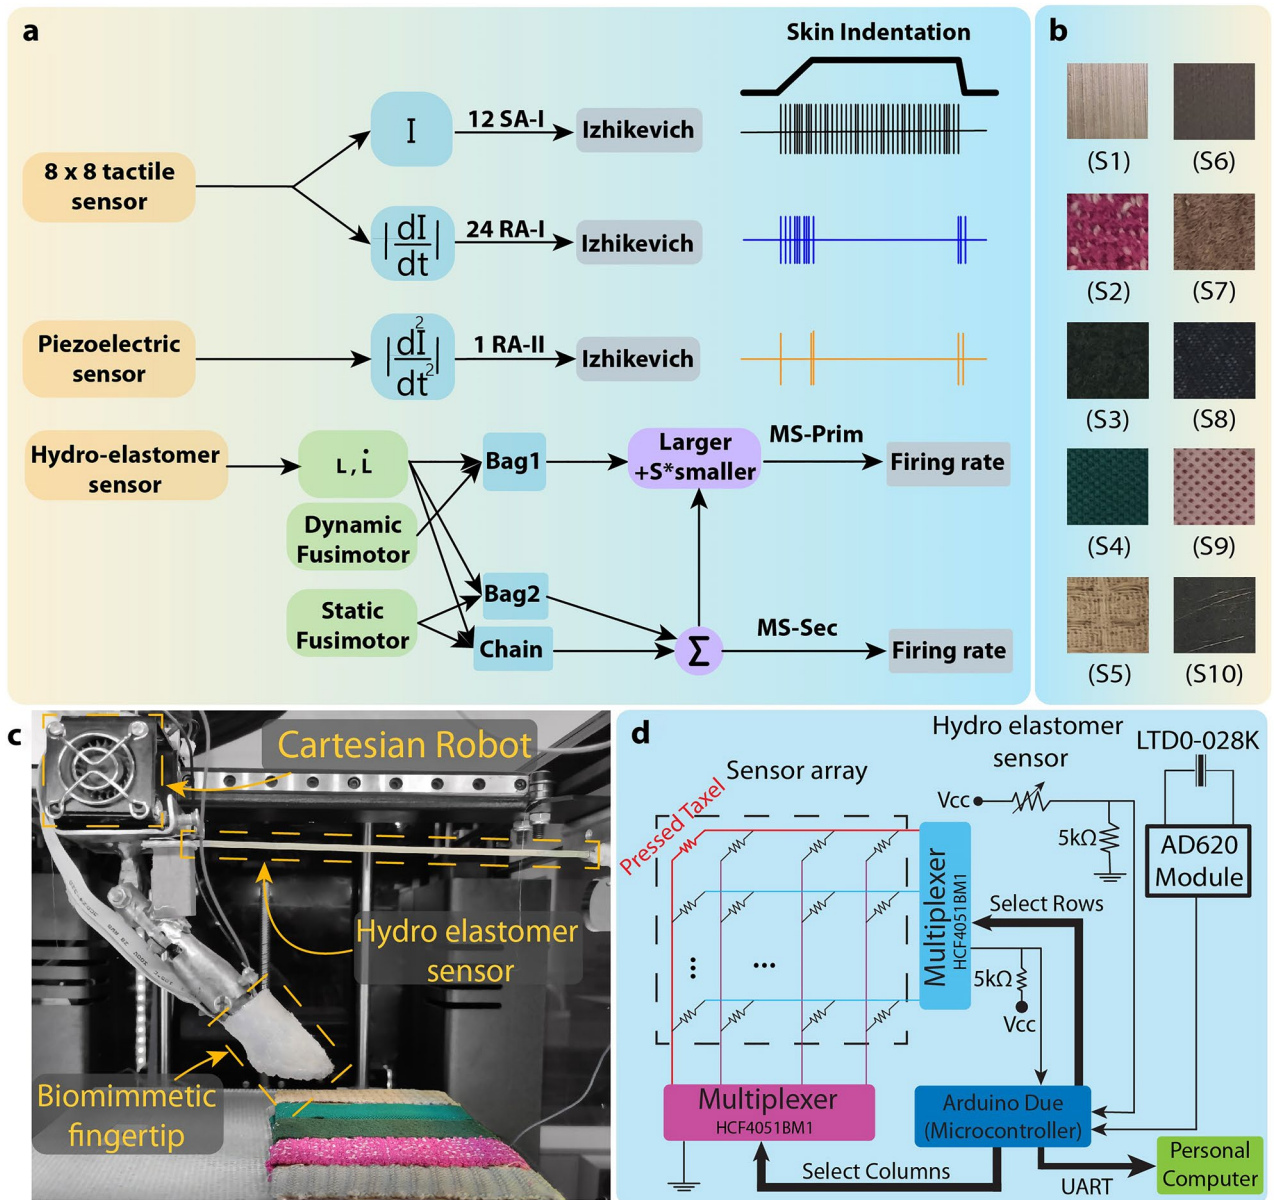 a
Skin Indentation
8 x 8 tactile
sensor
I
12 SA-I
Izhikevich
|dI/dt|
24 RA-I
Izhikevich
Piezoelectric
sensor
|d²I/dt²|
1 RA-II
Izhikevich
Hydro-elastomer
sensor
L , L̇
Bag1
Larger
+S*smaller
MS-Prim
Firing rate
Dynamic
Fusimotor
Static
Fusimotor
Bag2
Chain
Σ
MS-Sec
Firing rate
b
(S1)
(S6)
(S2)
(S7)
(S3)
(S8)
(S4)
(S9)
(S5)
(S10)
c
Cartesian Robot
Hydro elastomer
sensor
Biomimmetic
fingertip
d
Hydro elastomer
sensor
LTD0-028K
Sensor array
Pressed Taxel
Vcc
5kΩ
AD620
Module
Multiplexer
HCF4051BM1
Select Rows
5kΩ
Vcc
...
...
Multiplexer
HCF4051BM1
Arduino Due
(Microcontroller)
Select Columns
UART
Personal
Computer